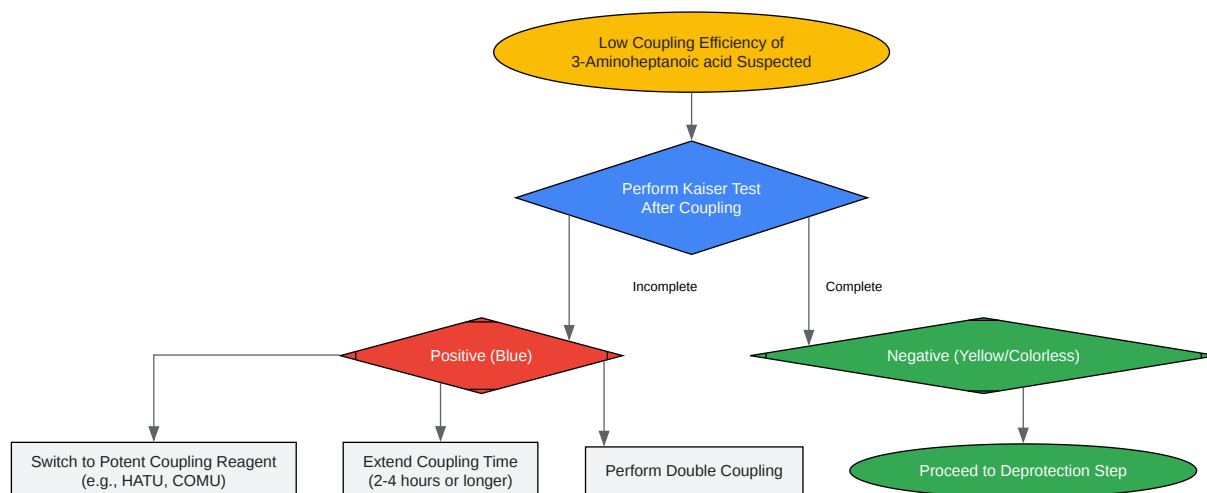 Low Coupling Efficiency of
3-Aminoheptanoic acid Suspected
Perform Kaiser Test
After Coupling
Incomplete
Complete
Positive (Blue)
Negative (Yellow/Colorless)
Switch to Potent Coupling Reagent
(e.g., HATU, COMU)
Extend Coupling Time
(2-4 hours or longer)
Perform Double Coupling
Proceed to Deprotection Step